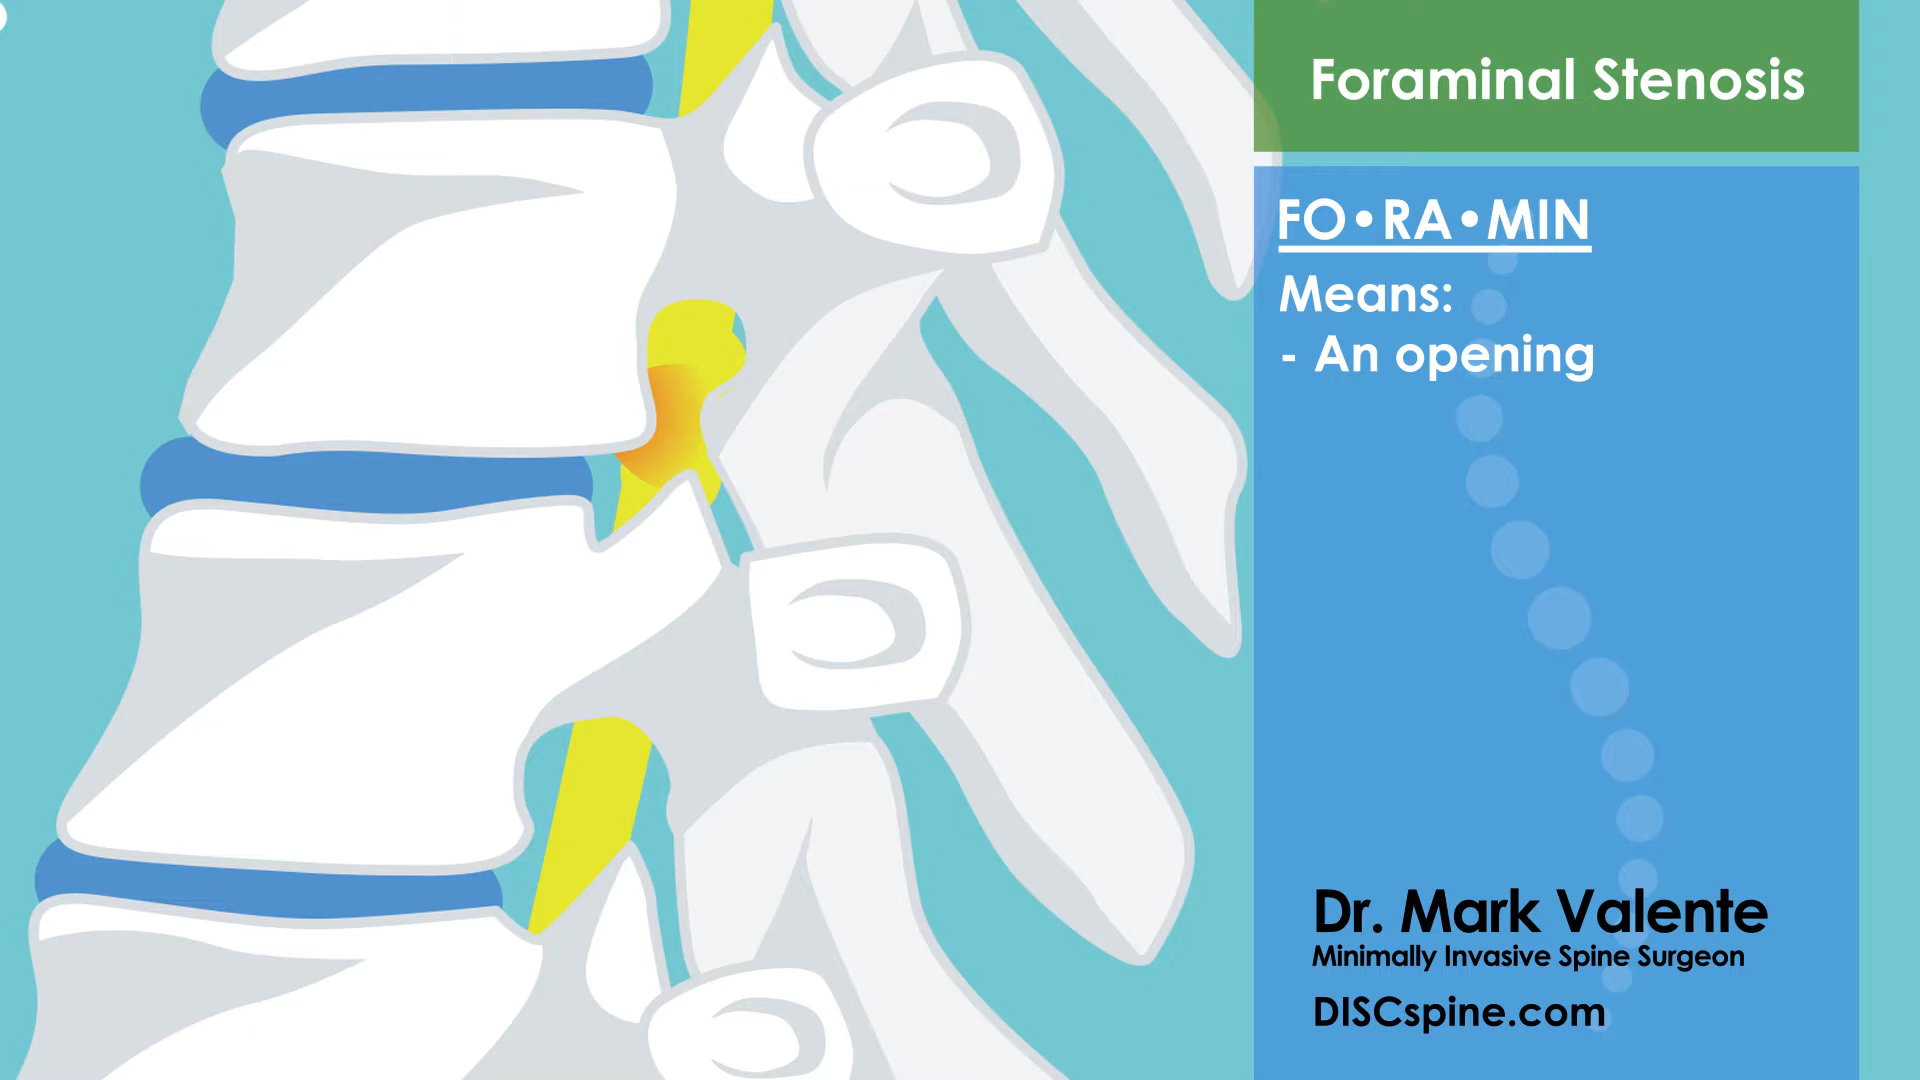 Foraminal Stenosis
FO•RA•MIN
Means:
- An opening
Dr. Mark Valente
Minimally Invasive Spine Surgeon
DISCspine.com